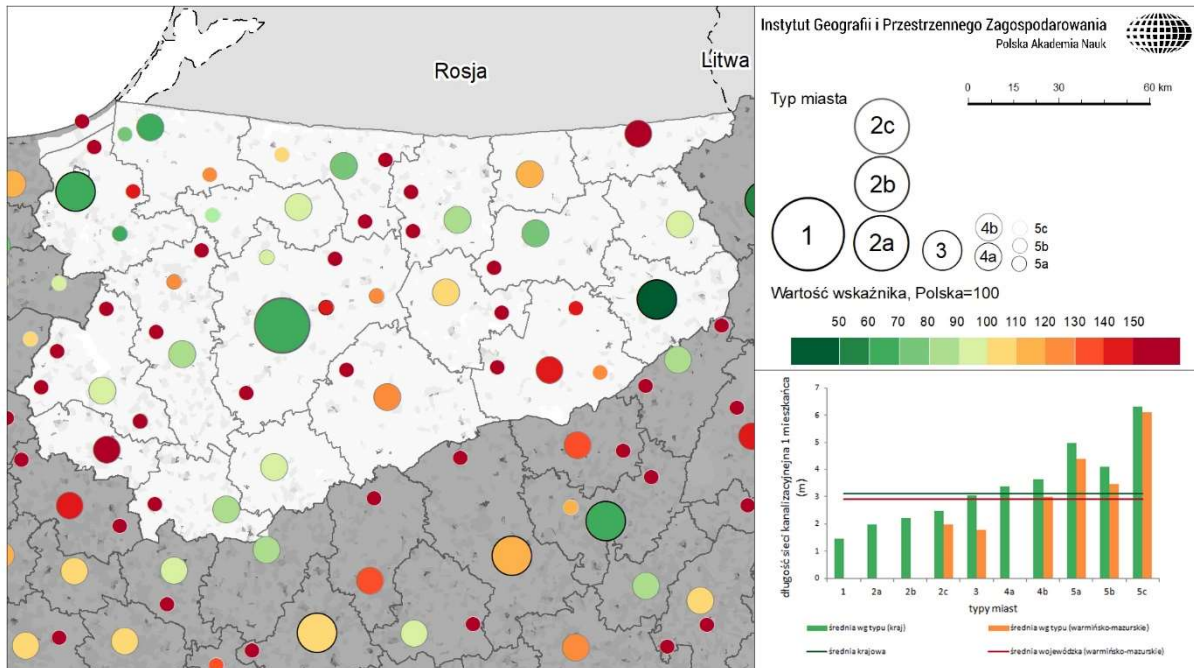 Rosja
Litwa
Instytut Geografii i Przestrzennego Zagospodarowania
Polska Akademia Nauk
0 15 30 60 km
Typ miasta
2c
2b
1
2a
3
4b
4a
5c
5b
5a
Wartość wskaźnika, Polska=100
50 60 70 80 90 100 110 120 130 140 150
długość sieci kanalizacyjnej na 1 mieszkańca
(m)
7
6
5
4
3
2
1
0
1 2a 2b 2c 3 4a 4b 5a 5b 5c
typy miast
średnia wg typu (kraj)
średnia wg typu (warmińsko-mazurskie)
średnia krajowa
średnia wojewódzka (warmińsko-mazurskie)